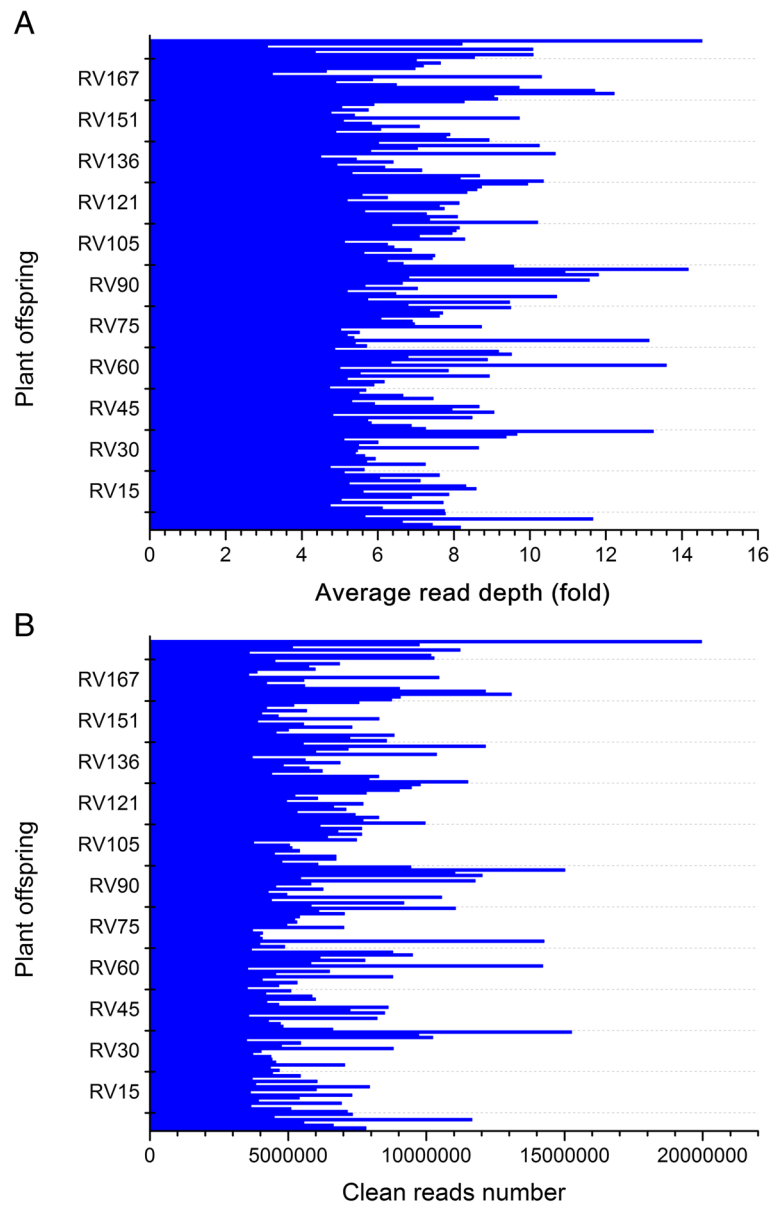 A
RV167
RV151
RV136
RV121
RV105
RV90
RV75
RV60
RV45
RV30
RV15
Plant offspring
0 2 4 6 8 10 12 14 16
Average read depth (fold)
B
RV167
RV151
RV136
RV121
RV105
RV90
RV75
RV60
RV45
RV30
RV15
Plant offspring
0 5000000 10000000 15000000 20000000
Clean reads number